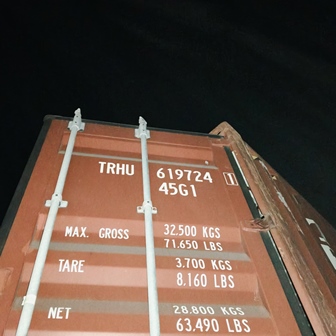 TRHU 619724 1
45G1
MAX. GROSS 32.500 KGS
71.650 LBS
TARE 3.700 KGS
8,160 LBS
NET 28.800 KGS
63,490 LBS